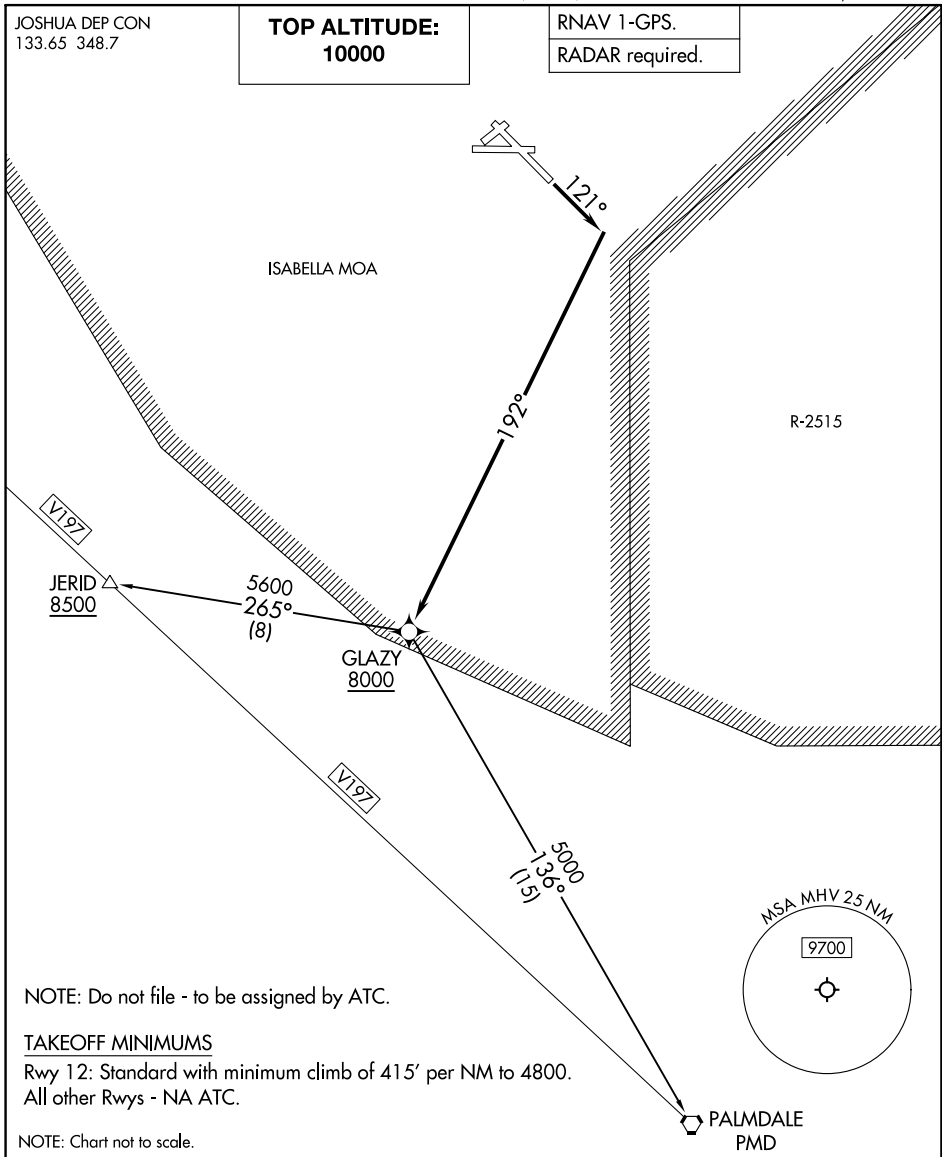 JOSHUA DEP CON
133.65 348.7
TOP ALTITUDE:
10000
RNAV 1-GPS.
RADAR required.
121°
ISABELLA MOA
192°
R-2515
V197
JERID
8500
5600
265°
(8)
GLAZY
8000
V197
5000
136°
(15)
MSA MHV 25 NM
9700
NOTE: Do not file - to be assigned by ATC.
TAKEOFF MINIMUMS
Rwy 12: Standard with minimum climb of 415' per NM to 4800.
All other Rwys - NA ATC.
NOTE: Chart not to scale.
PALMDALE
PMD